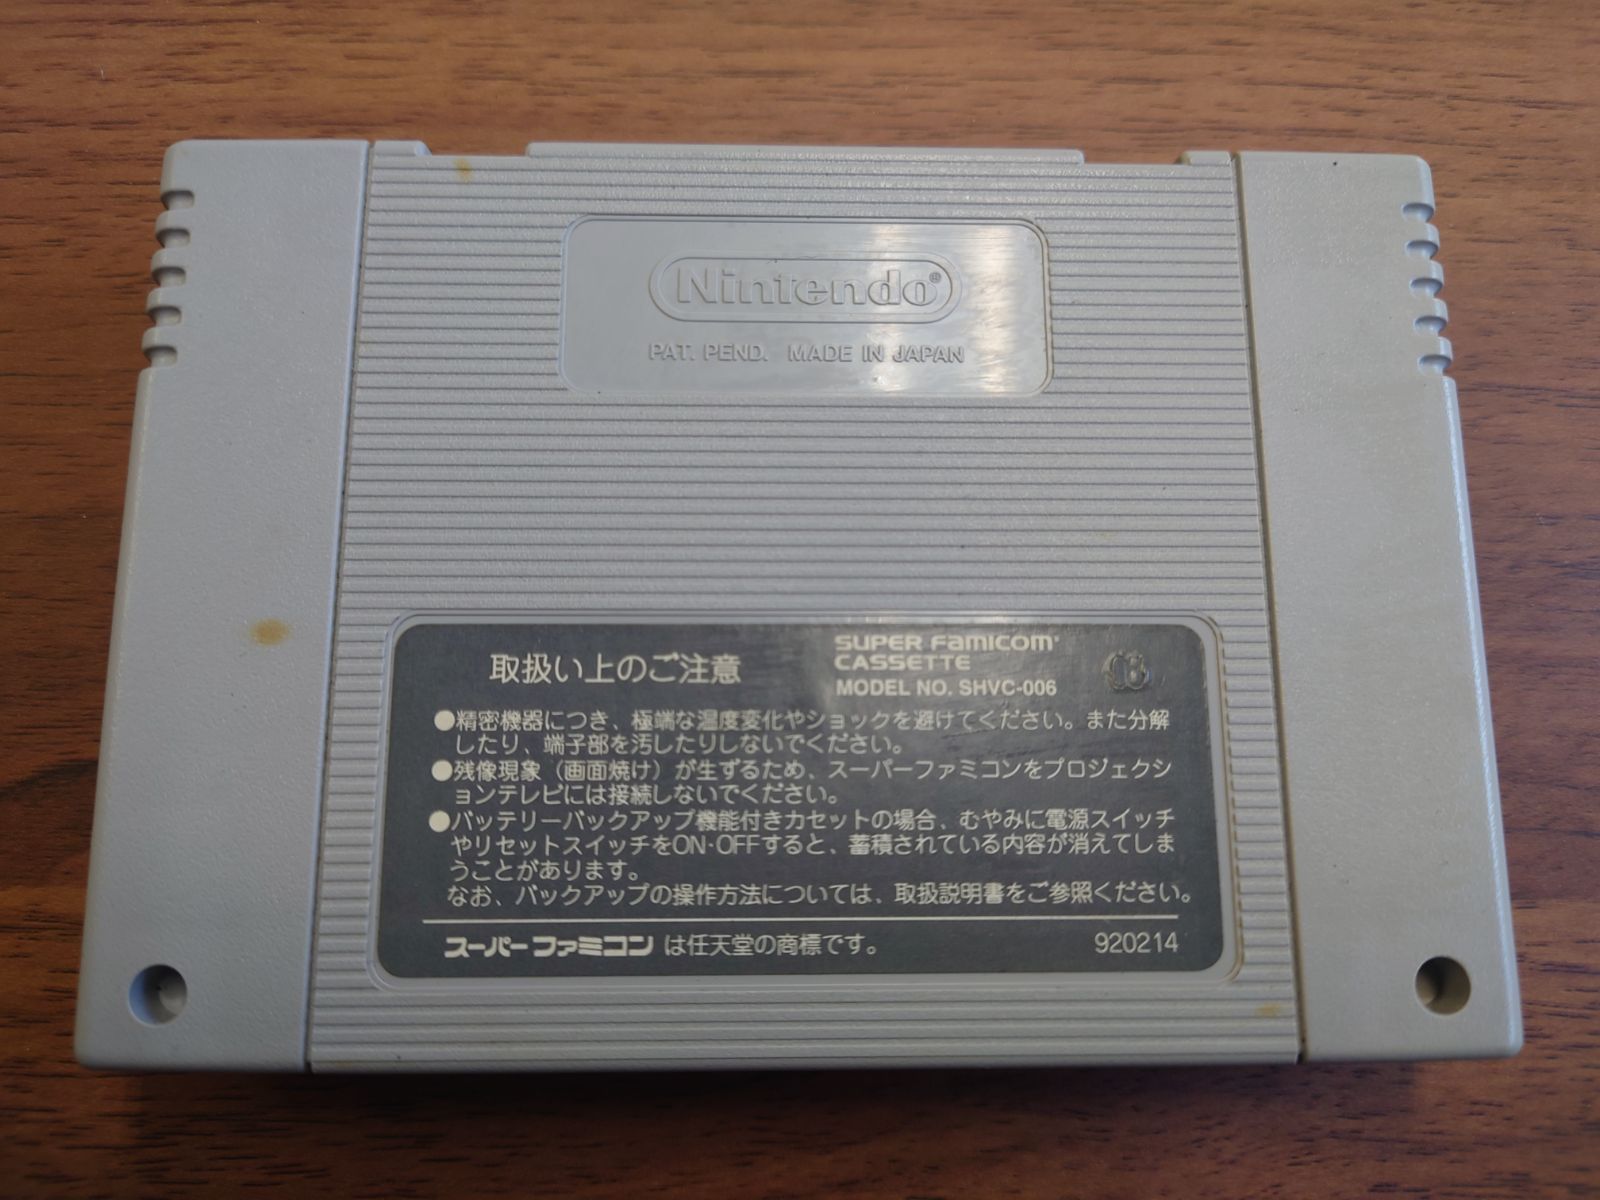 Nintendo®
PAT. PEND. MADE IN JAPAN
取扱い上のご注意
SUPER FAMICOM
CASSETTE
MODEL NO. SHVC-006
●精密機器につき、極端な温度変化やショックを避けてください。また分解
したり、端子部を汚したりしないでください。
●残像現象（画面焼け）が生ずるため、スーパーファミコンをプロジェクシ
ョンテレビには接続しないでください。
●バッテリーバックアップ機能付きカセットの場合、むやみに電源スイッチ
やリセットスイッチをON·OFFすると、蓄積されている内容が消えてしま
うことがあります。
なお、バックアップの操作方法については、取扱説明書をご参照ください。
スーパーファミコン は任天堂の商標です。
920214